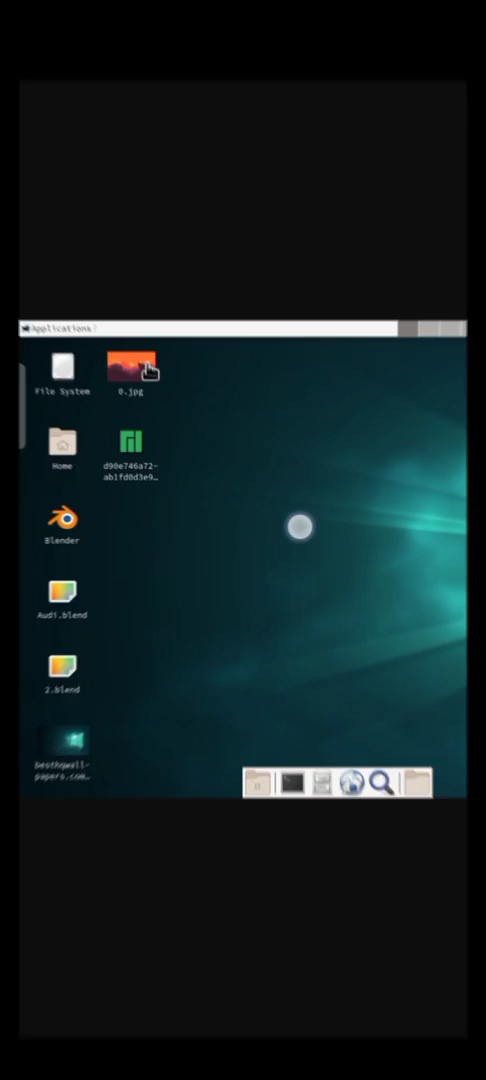 Applications
File System
0.jpg
Home
d90e746a72-
ab1fd0d3e9…
Blender
Audi.blend
2.blend
besthqwall-
papers.com…